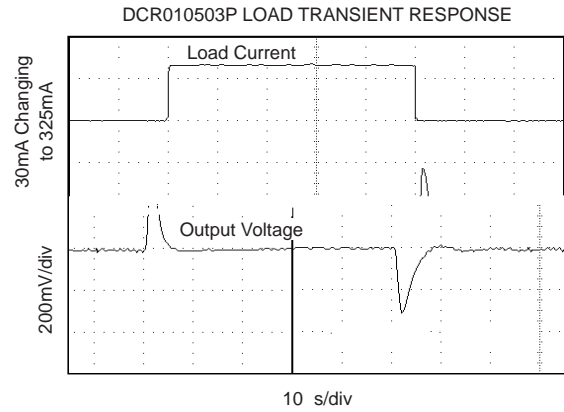 DCR010503P LOAD TRANSIENT RESPONSE
Load Current
30mA Changing
to 325mA
Output Voltage
200mV/div
10 s/div